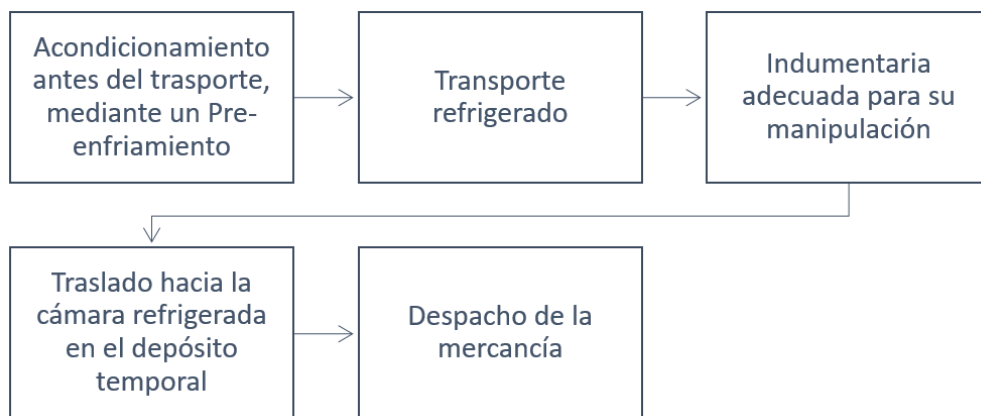 Acondicionamiento
antes del trasporte,
mediante un Pre-
enfriamiento
Transporte
refrigerado
Indumentaria
adecuada para su
manipulación
Traslado hacia la
cámara refrigerada
en el depósito
temporal
Despacho de la
mercancía